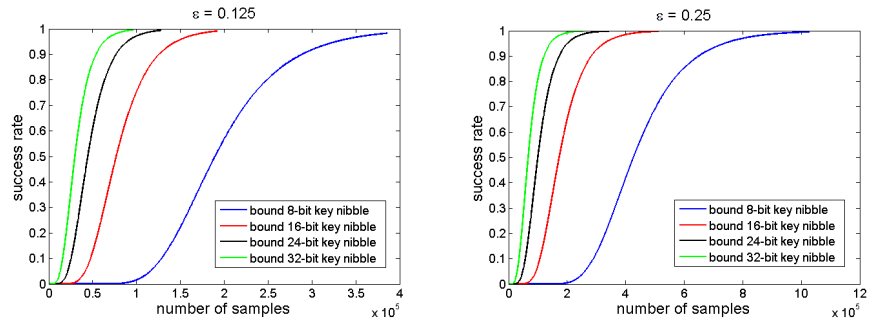 ε = 0.125
success rate
1
0.9
0.8
0.7
0.6
0.5
0.4
0.3
0.2
0.1
0
0
0.5
1
1.5
2
2.5
3
3.5
4
x 10⁵
number of samples
bound 8-bit key nibble
bound 16-bit key nibble
bound 24-bit key nibble
bound 32-bit key nibble
ε = 0.25
success rate
1
0.9
0.8
0.7
0.6
0.5
0.4
0.3
0.2
0.1
0
0
2
4
6
8
10
12
x 10⁵
number of samples
bound 8-bit key nibble
bound 16-bit key nibble
bound 24-bit key nibble
bound 32-bit key nibble